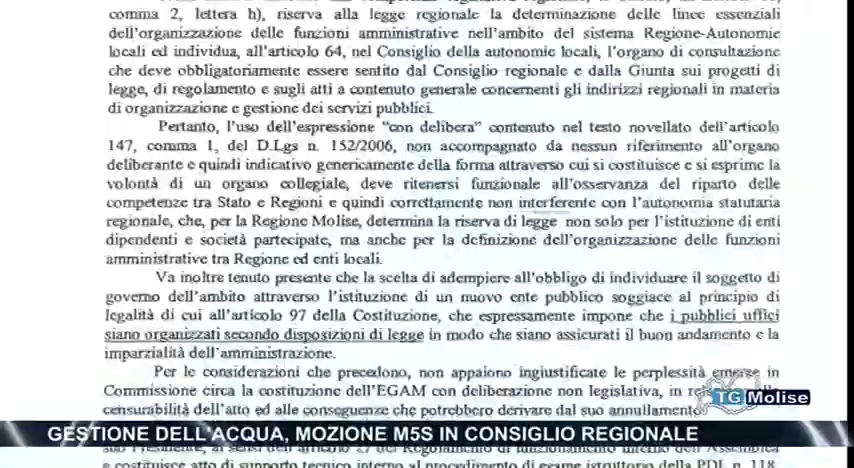 comma 2, lettera h), riserva alla legge regionale la determinazione delle linee essenziali
dell'organizzazione delle funzioni amministrative nell'ambito del sistema Regione-Autonomie
locali ed individua, all'articolo 64, nel Consiglio della autonomie locali, l'organo di consultazione
che deve obbligatoriamente essere sentito dal Consiglio regionale e dalla Giunta sui progetti di
legge, di regolamento e sugli atti a contenuto generale concernenti gli indirizzi regionali in materia
di organizzazione e gestione dei servizi pubblici.
Pertanto, l'uso dell'espressione "con delibera" contenuto nel testo novellato dell'articolo
147, comma 1, del D.Lgs n. 152/2006, non accompagnato da nessun riferimento all'organo
deliberante e quindi indicativo genericamente della forma attraverso cui si costituisce e si esprime la
volontà di un organo collegiale, deve ritenersi funzionale all'osservanza del riparto delle
competenze tra Stato e Regioni e quindi correttamente non interferente con l'autonomia statutaria
regionale, che, per la Regione Molise, determina la riserva di legge non solo per l'istituzione di enti
dipendenti e società partecipate, ma anche per la definizione dell'organizzazione delle funzioni
amministrative tra Regione ed enti locali.
Va inoltre tenuto presente che la scelta di adempiere all'obbligo di individuare il soggetto di
governo dell'ambito attraverso l'istituzione di un nuovo ente pubblico soggiace al principio di
legalità di cui all'articolo 97 della Costituzione, che espressamente impone che i pubblici uffici
siano organizzati secondo disposizioni di legge in modo che siano assicurati il buon andamento e la
imparzialità dell'amministrazione.
Per le considerazioni che precedono, non appaiono ingiustificate le perplessità emerse in
Commissione circa la costituzione dell'EGAM con deliberazione non legislativa, in
censurabilità dell'atto ed alle conseguenze che potrebbero derivare dal suo annullamento
TG Molise
GESTIONE DELL'ACQUA, MOZIONE M5S IN CONSIGLIO REGIONALE